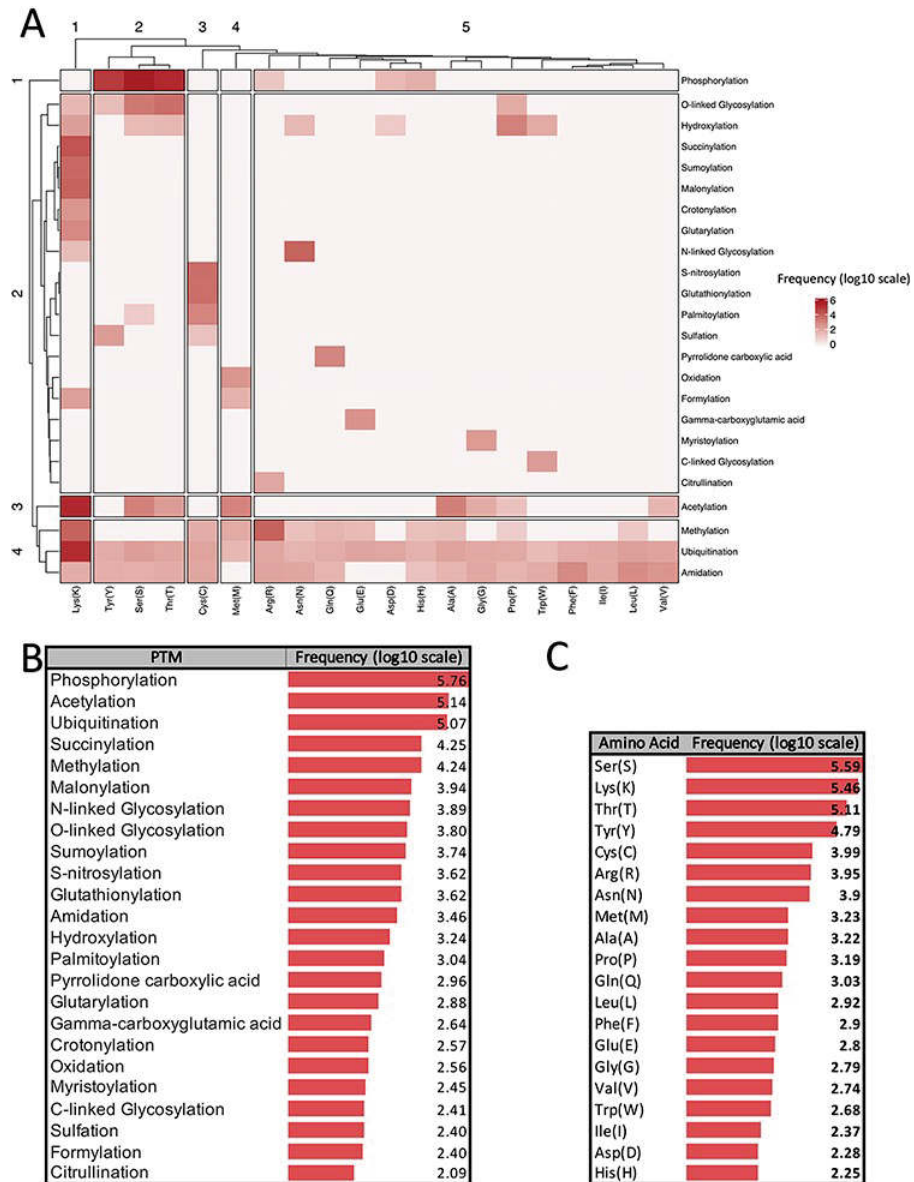 A
1 2 3 4 5
1
2
3
4
Phosphorylation
O-linked Glycosylation
Hydroxylation
Succinylation
Sumoylation
Malonylation
Crotonylation
Glutarylation
N-linked Glycosylation
S-nitrosylation
Glutathionylation
Palmitoylation
Sulfation
Pyrrolidone carboxylic acid
Oxidation
Formylation
Gamma-carboxyglutamic acid
Myristoylation
C-linked Glycosylation
Citrullination
Acetylation
Methylation
Ubiquitination
Amidation
Frequency (log10 scale)
6
4
2
0
Lys(K)
Tyr(Y)
Ser(S)
Thr(T)
Cys(C)
Met(M)
Arg(R)
Asn(N)
Gln(Q)
Glu(E)
Asp(D)
His(H)
Ala(A)
Gly(G)
Pro(P)
Trp(W)
Phe(F)
Ile(I)
Leu(L)
Val(V)
B
PTM Frequency (log10 scale)
Phosphorylation 5.76
Acetylation 5.14
Ubiquitination 5.07
Succinylation 4.25
Methylation 4.24
Malonylation 3.94
N-linked Glycosylation 3.89
O-linked Glycosylation 3.80
Sumoylation 3.74
S-nitrosylation 3.62
Glutathionylation 3.62
Amidation 3.46
Hydroxylation 3.24
Palmitoylation 3.04
Pyrrolidone carboxylic acid 2.96
Glutarylation 2.88
Gamma-carboxyglutamic acid 2.64
Crotonylation 2.57
Oxidation 2.56
Myristoylation 2.45
C-linked Glycosylation 2.41
Sulfation 2.40
Formylation 2.40
Citrullination 2.09
C
Amino Acid Frequency (log10 scale)
Ser(S) 5.59
Lys(K) 5.46
Thr(T) 5.11
Tyr(Y) 4.79
Cys(C) 3.99
Arg(R) 3.95
Asn(N) 3.9
Met(M) 3.23
Ala(A) 3.22
Pro(P) 3.19
Gln(Q) 3.03
Leu(L) 2.92
Phe(F) 2.9
Glu(E) 2.8
Gly(G) 2.79
Val(V) 2.74
Trp(W) 2.68
Ile(I) 2.37
Asp(D) 2.28
His(H) 2.25